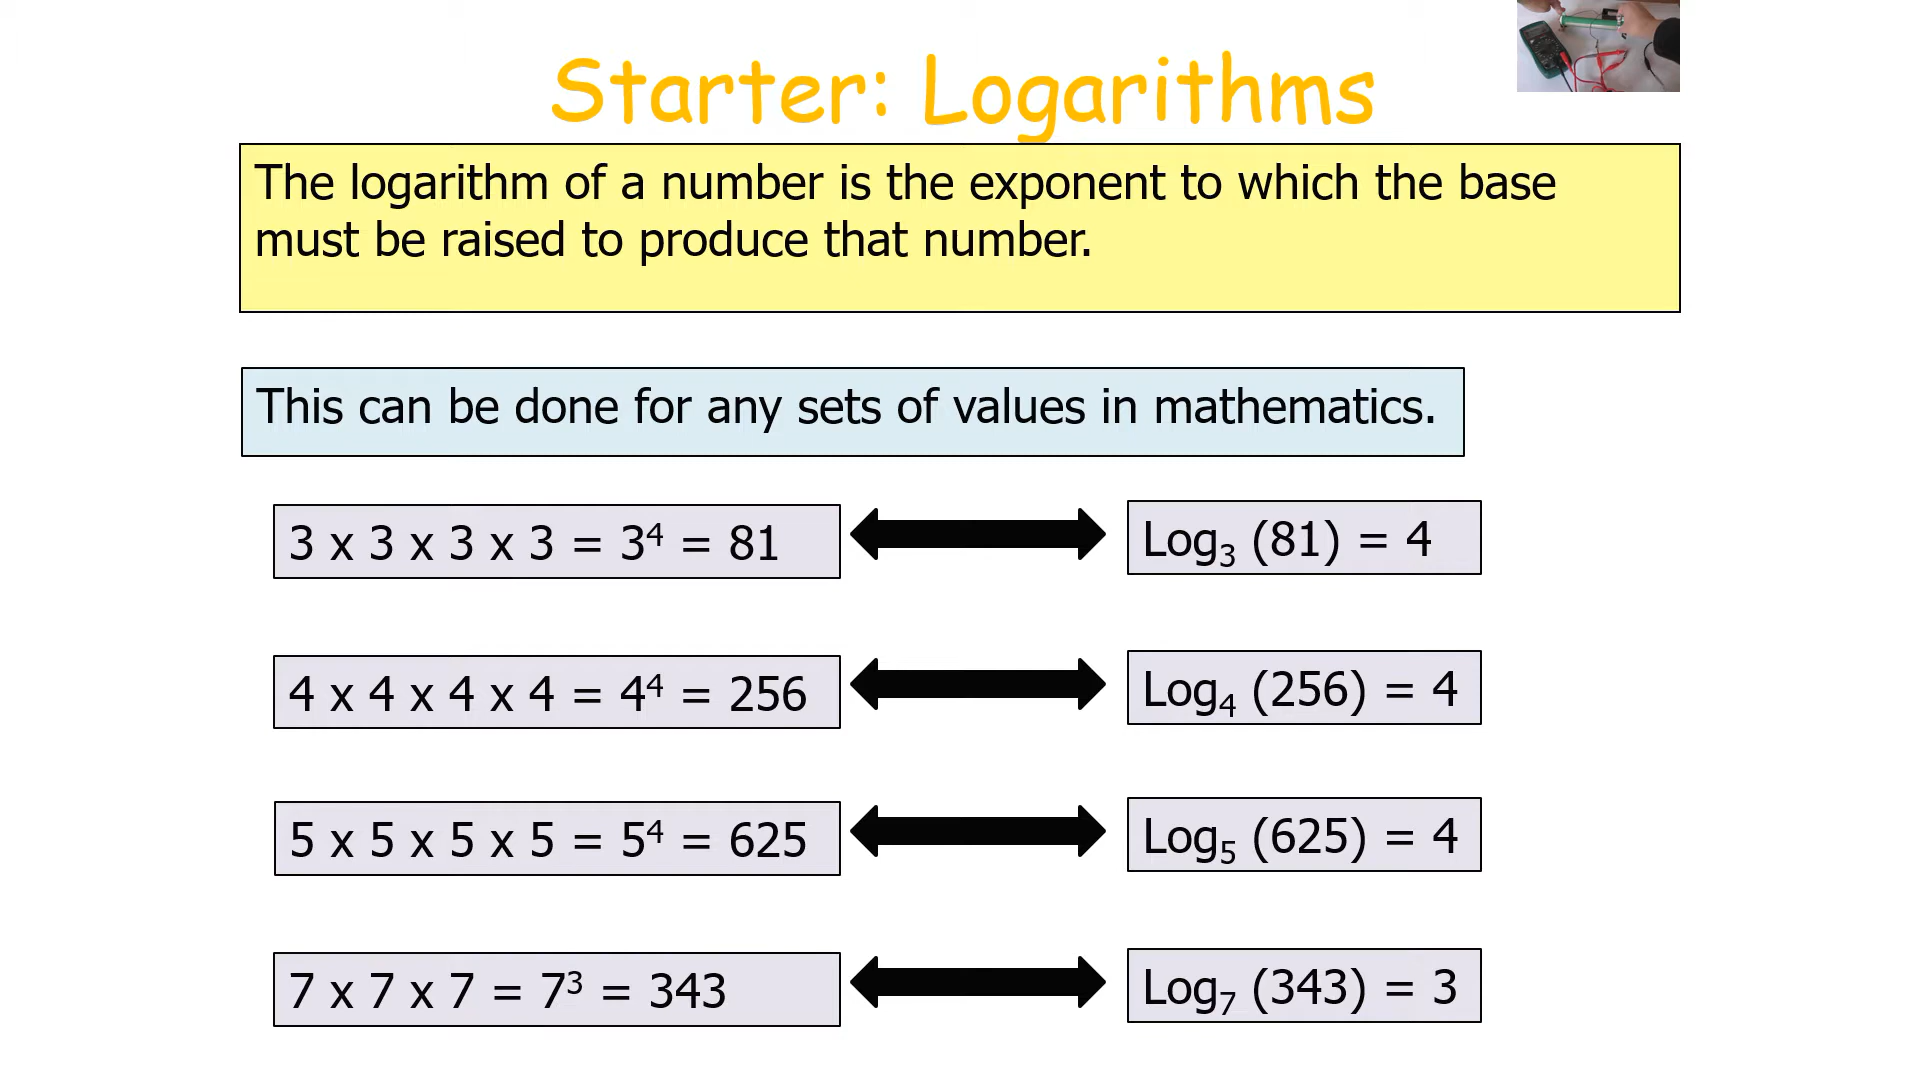 Starter: Logarithms
The logarithm of a number is the exponent to which the base
must be raised to produce that number.
This can be done for any sets of values in mathematics.
3 x 3 x 3 x 3 = 3⁴ = 81
Log₃ (81) = 4
4 x 4 x 4 x 4 = 4⁴ = 256
Log₄ (256) = 4
5 x 5 x 5 x 5 = 5⁴ = 625
Log₅ (625) = 4
7 x 7 x 7 = 7³ = 343
Log₇ (343) = 3